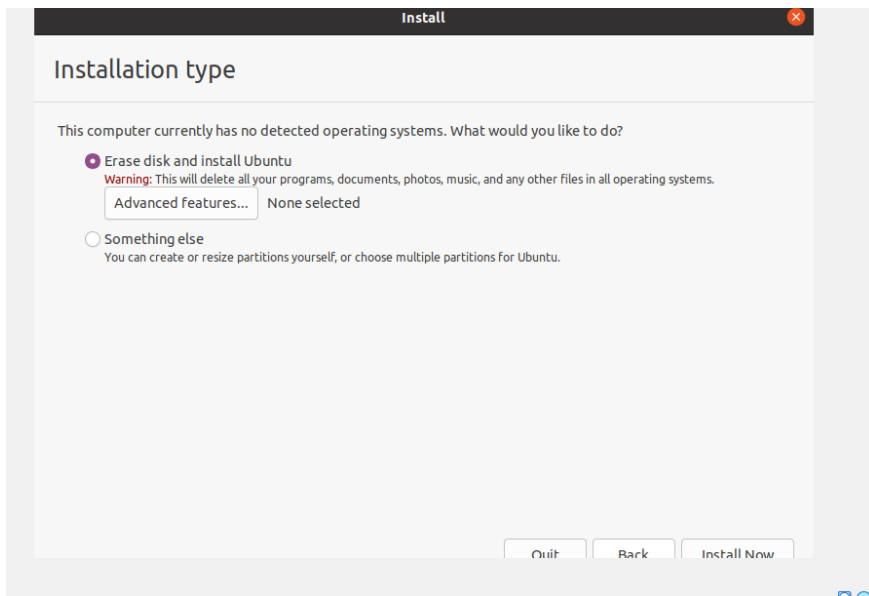 Install
Installation type
This computer currently has no detected operating systems. What would you like to do?
Erase disk and install Ubuntu
Warning: This will delete all your programs, documents, photos, music, and any other files in all operating systems.
Advanced features... None selected
Something else
You can create or resize partitions yourself, or choose multiple partitions for Ubuntu.
Quit Back Install Now